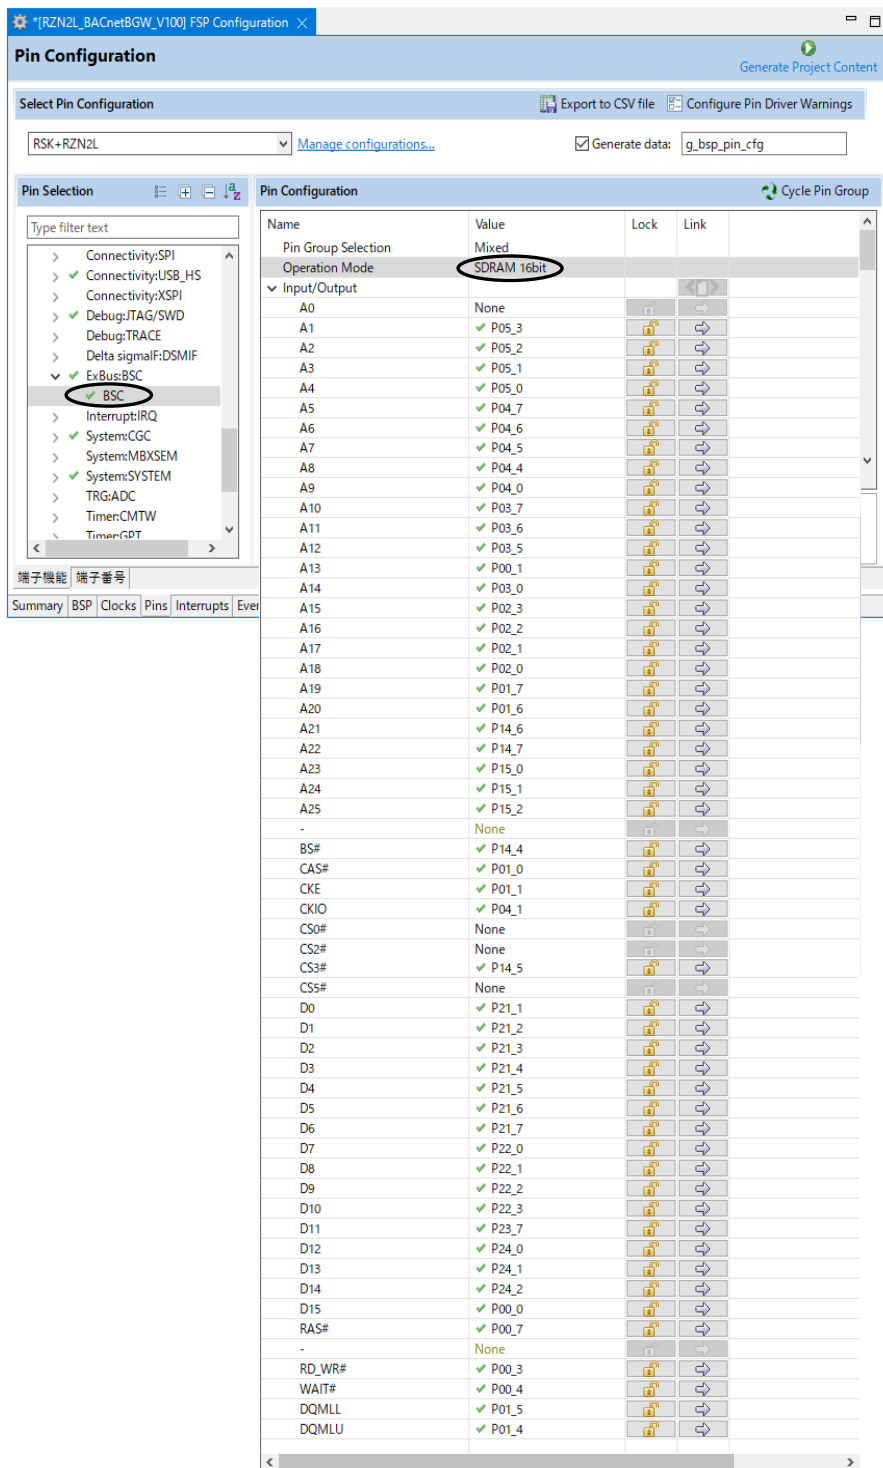 *[RZN2L_BACnetBGW_V100] FSP Configuration
Pin Configuration
Generate Project Content
Select Pin Configuration
Export to CSV file
Configure Pin Driver Warnings
RSK+RZN2L
Manage configurations...
Generate data:
g_bsp_pin_cfg
Pin Selection
Type filter text
Connectivity:SPI
Connectivity:USB_HS
Connectivity:XSPI
Debug:JTAG/SWD
Debug:TRACE
Delta sigmaIF:DSMIF
ExBus:BSC
BSC
Interrupt:IRQ
System:CGC
System:MBXSEM
System:SYSTEM
TRG:ADC
Timer:CMTW
Timer:GPT
端子機能 端子番号
Summary BSP Clocks Pins Interrupts Ever
Pin Configuration
Cycle Pin Group
Name Value Lock Link
Pin Group Selection Mixed
Operation Mode SDRAM 16bit
Input/Output
A0 None
A1 P05_3
A2 P05_2
A3 P05_1
A4 P05_0
A5 P04_7
A6 P04_6
A7 P04_5
A8 P04_4
A9 P04_0
A10 P03_7
A11 P03_6
A12 P03_5
A13 P00_1
A14 P03_0
A15 P02_3
A16 P02_2
A17 P02_1
A18 P02_0
A19 P01_7
A20 P01_6
A21 P14_6
A22 P14_7
A23 P15_0
A24 P15_1
A25 P15_2
- None
BS# P14_4
CAS# P01_0
CKE P01_1
CKIO P04_1
CS0# None
CS2# None
CS3# P14_5
CS5# None
D0 P21_1
D1 P21_2
D2 P21_3
D3 P21_4
D4 P21_5
D5 P21_6
D6 P21_7
D7 P22_0
D8 P22_1
D9 P22_2
D10 P22_3
D11 P23_7
D12 P24_0
D13 P24_1
D14 P24_2
D15 P00_0
RAS# P00_7
- None
RD_WR# P00_3
WAIT# P00_4
DQMLL P01_5
DQMLU P01_4